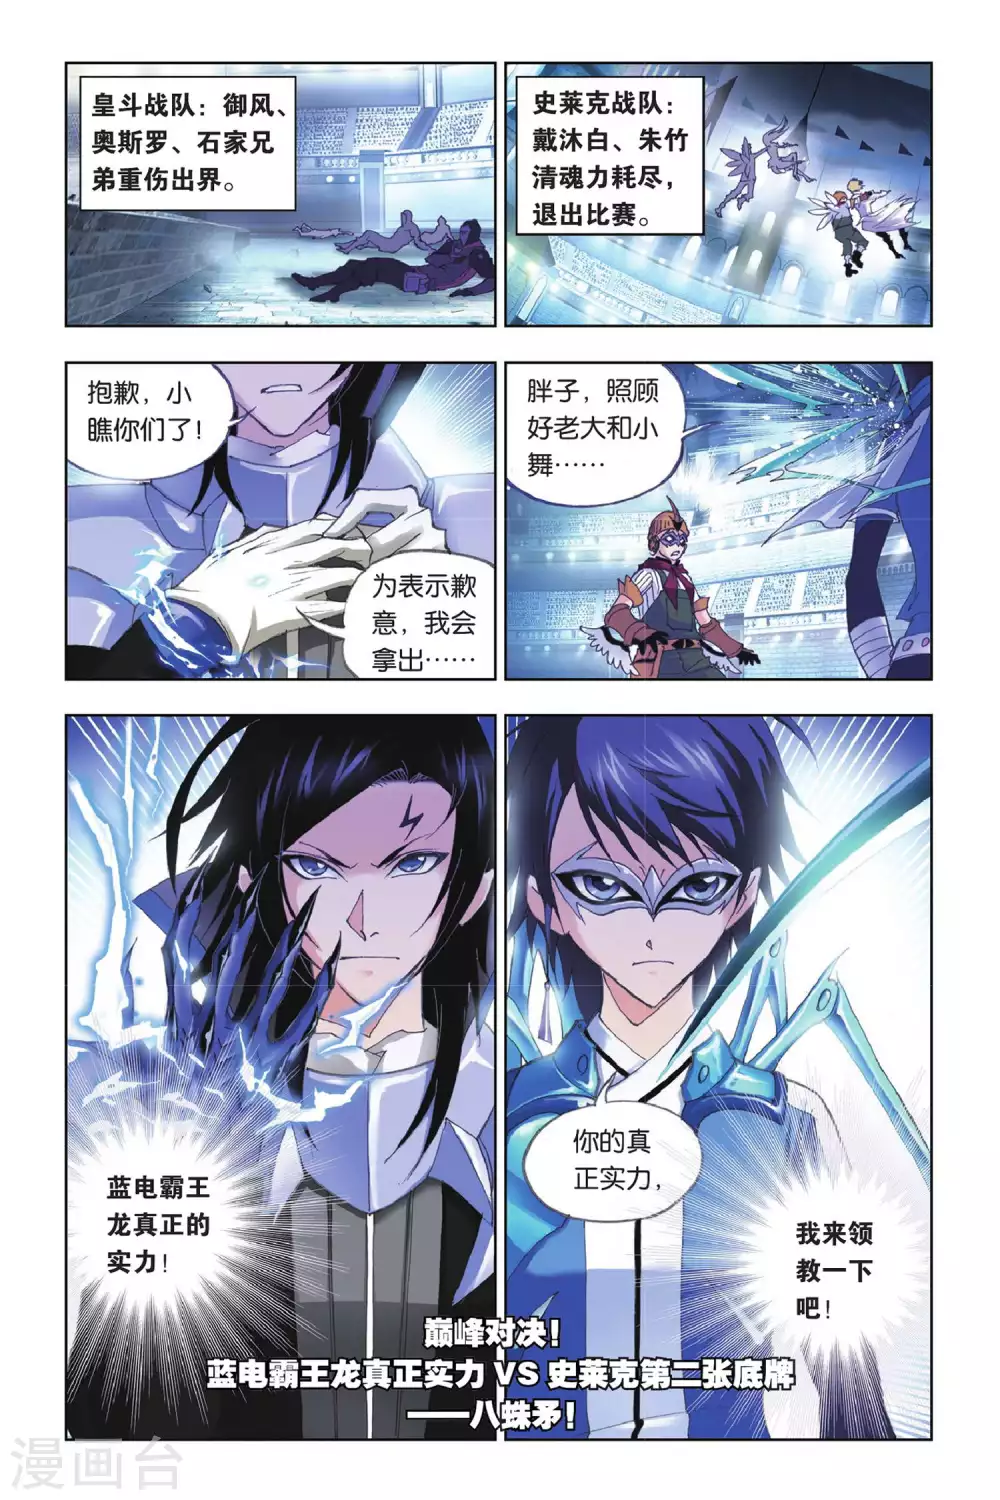 皇斗战队：御风、
奥斯罗、石家兄
弟重伤出界。
史莱克战队：
戴沐白、朱竹
清魂力耗尽，
退出比赛。
抱歉，小
瞧你们了！
为表示歉
意，我会
拿出……
胖子，照顾
好老大和小
舞……
蓝电霸王
龙真正的
实力！
你的真
正实力，
我来领
教一下
吧！
巅峰对决！
蓝电霸王龙真正实力 VS 史莱克第二张底牌
——八蛛矛！
漫画台